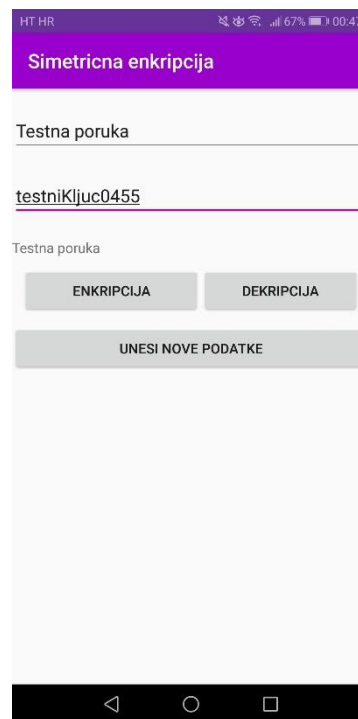 HT HR 67% 00:47
Simetricna enkripcija
Testna poruka
testniKljuc0455
Testna poruka
ENKRIPCIJA DEKRIPCIJA
UNESI NOVE PODATKE